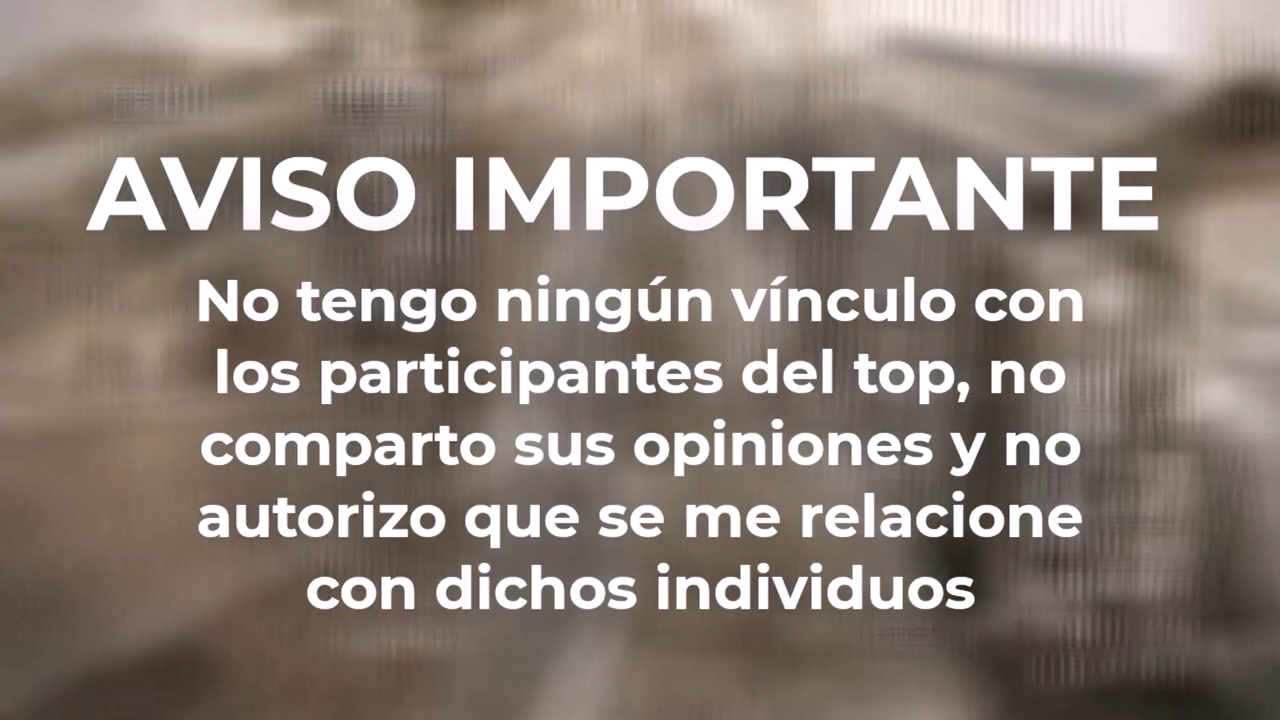 AVISO IMPORTANTE
No tengo ningún vínculo con
los participantes del top, no
comparto sus opiniones y no
autorizo que se me relacione
con dichos individuos